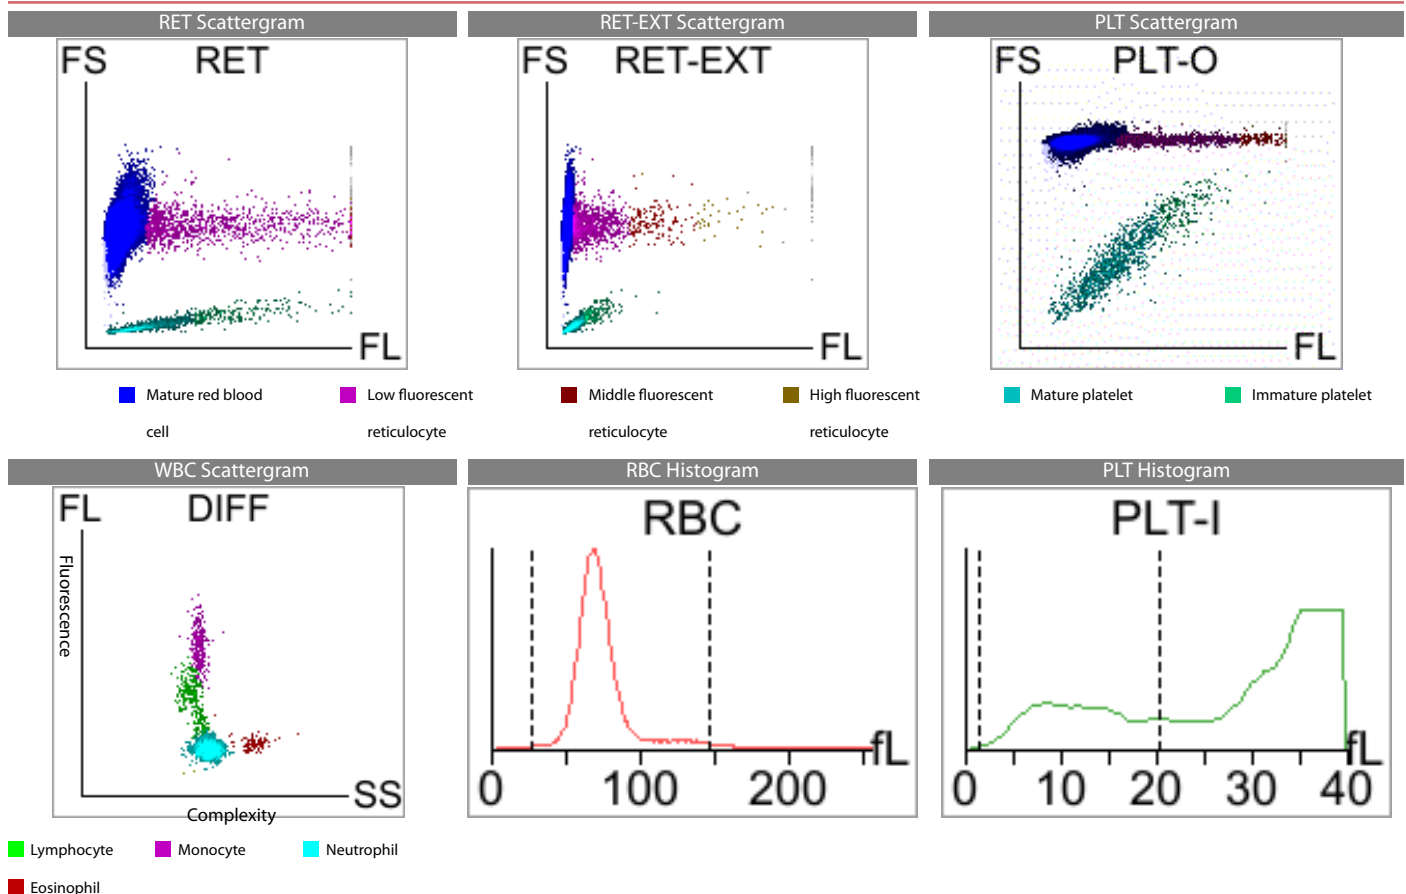 RET Scattergram
RET-EXT Scattergram
PLT Scattergram
FS RET
FL
FS RET-EXT
FL
FS PLT-O
FL
Mature red blood
cell
Low fluorescent
reticulocyte
Middle fluorescent
reticulocyte
High fluorescent
reticulocyte
Mature platelet
Immature platelet
WBC Scattergram
RBC Histogram
PLT Histogram
FL DIFF
Fluorescence
SS
Complexity
RBC
fL
0 100 200
PLT-I
fL
0 10 20 30 40
Lymphocyte
Monocyte
Neutrophil
Eosinophil